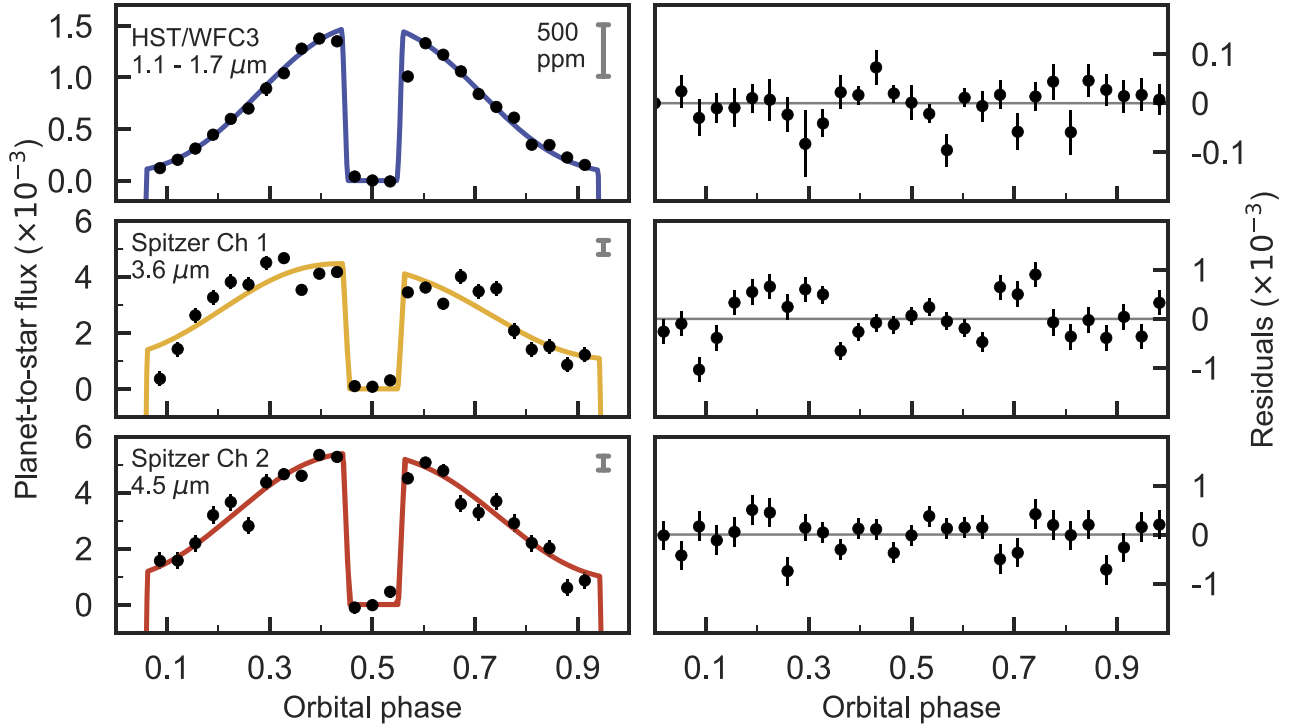 Planet-to-star flux (×10⁻³)
1.5
1.0
0.5
0.0
HST/WFC3
1.1 - 1.7 μm
500
ppm
6
4
2
0
Spitzer Ch 1
3.6 μm
6
4
2
0
Spitzer Ch 2
4.5 μm
0.1 0.3 0.5 0.7 0.9
Orbital phase
0.1
0
-0.1
1
0
-1
1
0
-1
Residuals (×10⁻³)
0.1 0.3 0.5 0.7 0.9
Orbital phase